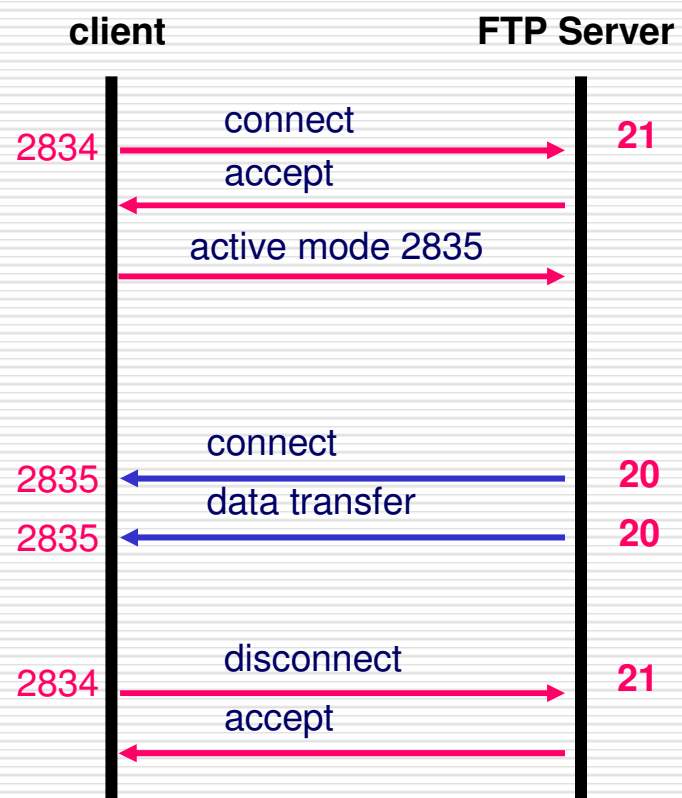 client FTP Server
connect
2834 21
accept
active mode 2835
connect
2835 20
data transfer
2835 20
disconnect
2834 21
accept